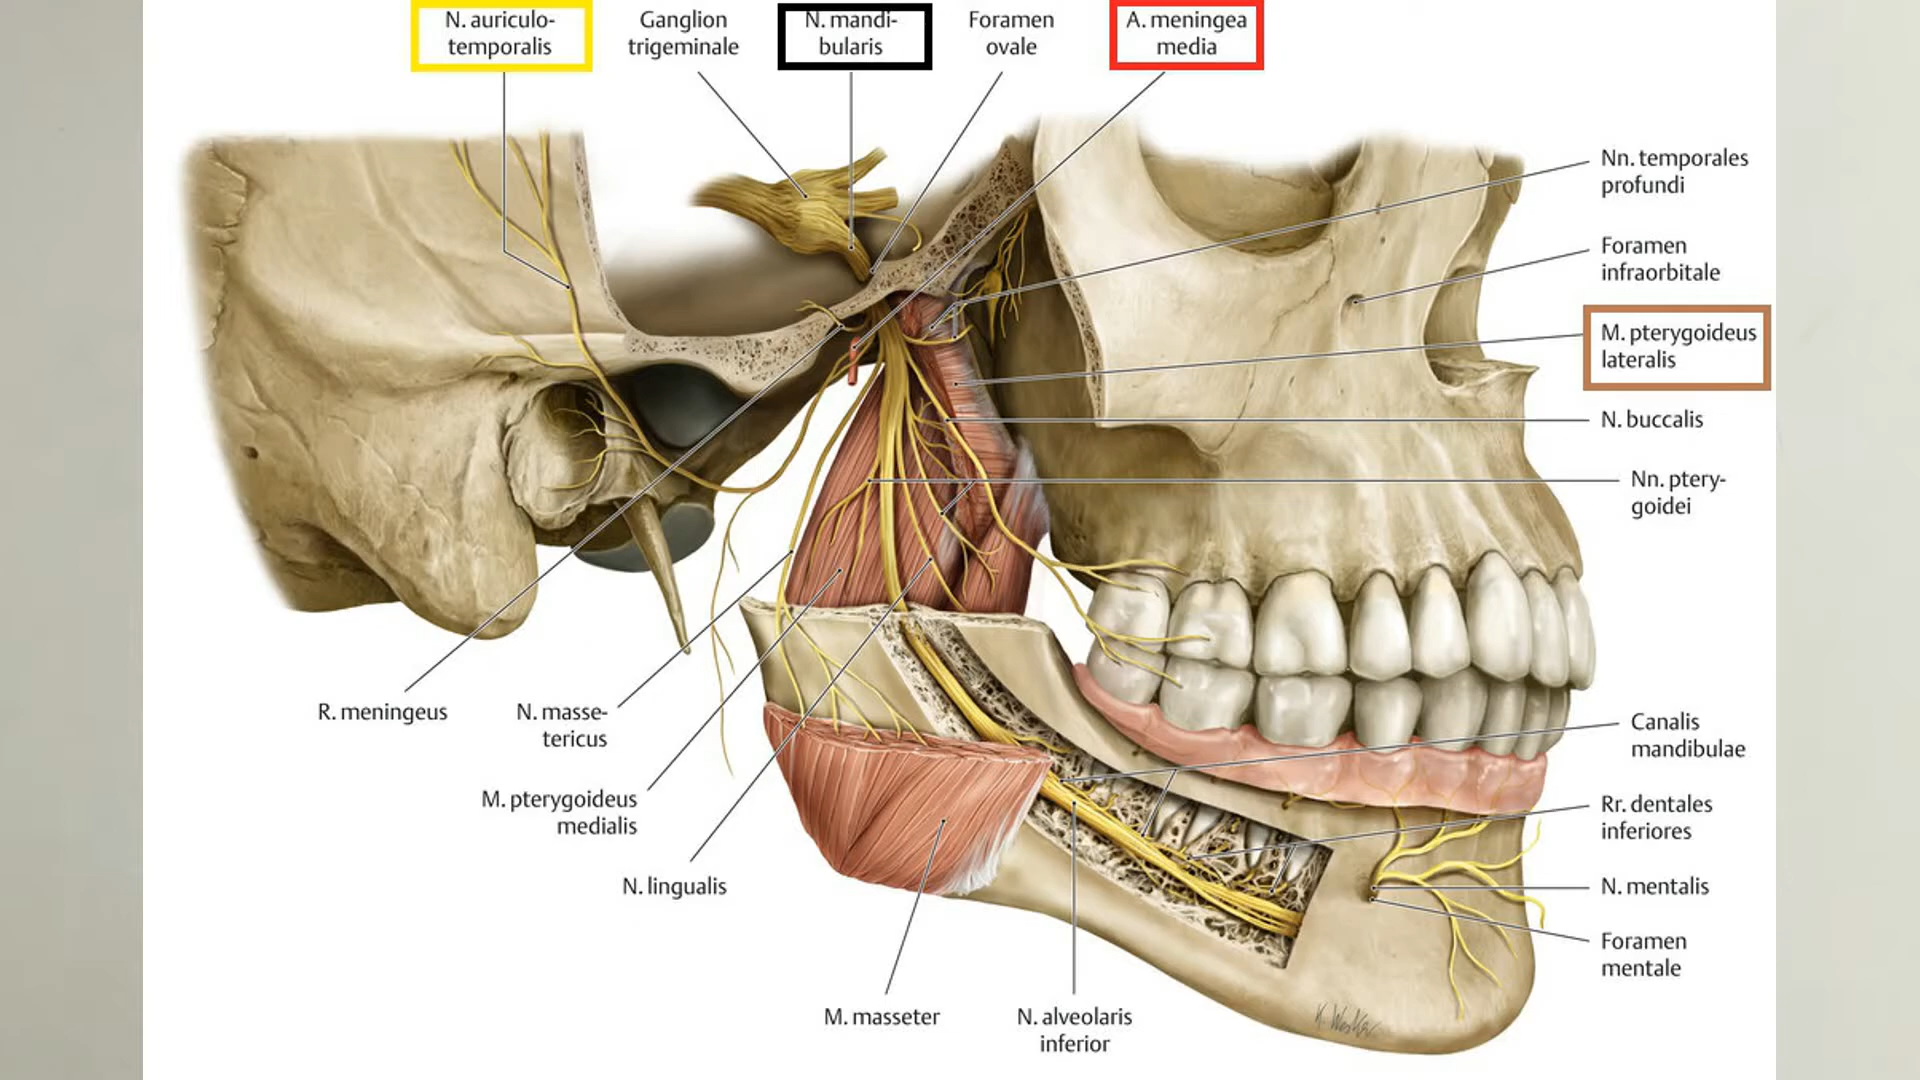 N. auriculo-
temporalis
Ganglion
trigeminale
N. mandi-
bularis
Foramen
ovale
A. meningea
media
Nn. temporales
profundi
Foramen
infraorbitale
M. pterygoideus
lateralis
N. buccalis
Nn. ptery-
goidei
R. meningeus
N. masse-
tericus
M. pterygoideus
medialis
N. lingualis
M. masseter
N. alveolaris
inferior
Canalis
mandibulae
Rr. dentales
inferiores
N. mentalis
Foramen
mentale